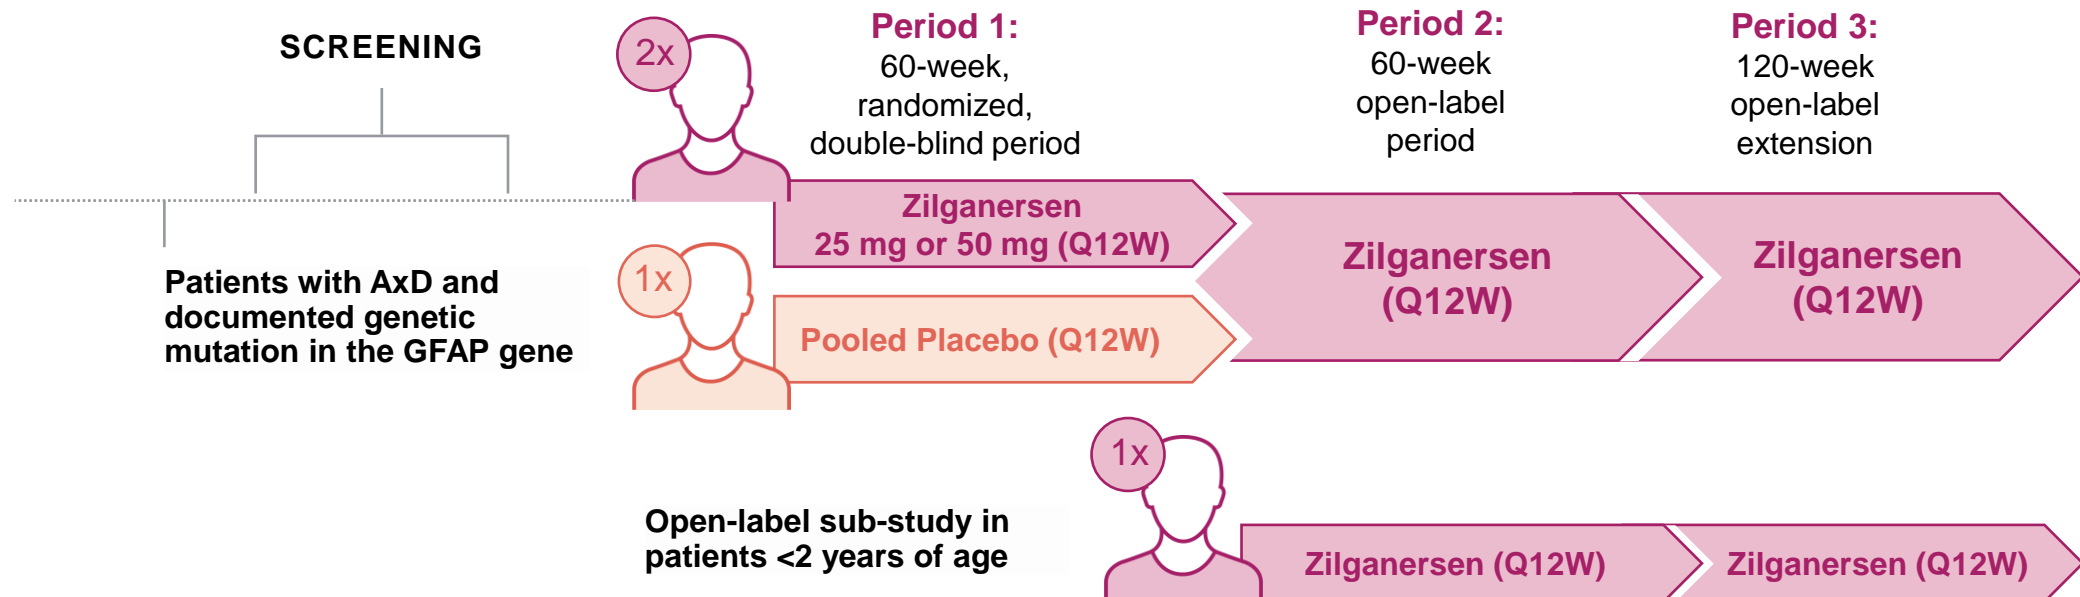 SCREENING
Patients with AxD and
documented genetic
mutation in the GFAP gene
2x
Period 1:
60-week,
randomized,
double-blind period
Zilganersen
25 mg or 50 mg (Q12W)
1x
Pooled Placebo (Q12W)
Period 2:
60-week
open-label
period
Zilganersen
(Q12W)
Period 3:
120-week
open-label
extension
Zilganersen
(Q12W)
Open-label sub-study in
patients <2 years of age
1x
Zilganersen (Q12W)
Zilganersen (Q12W)